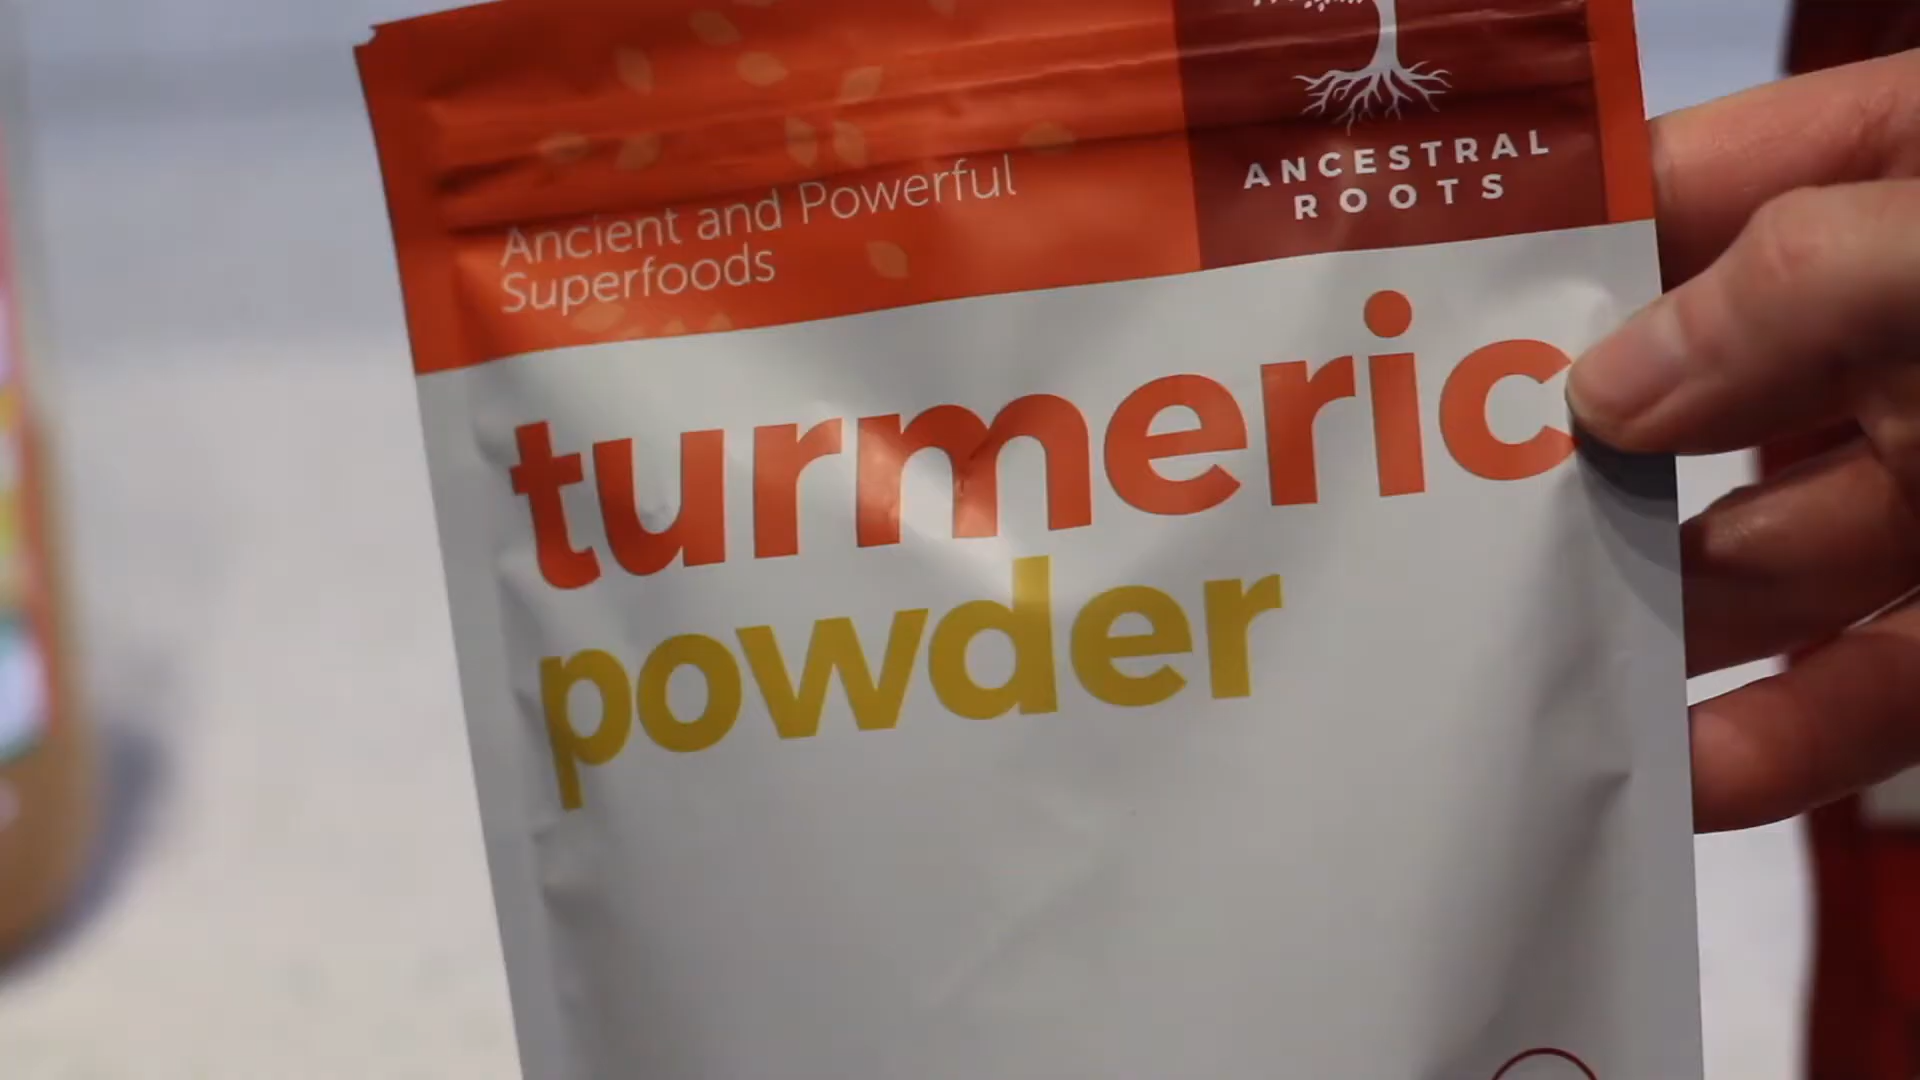 Ancient and Powerful
Superfoods
ANCESTRAL
ROOTS
turmeric
powder